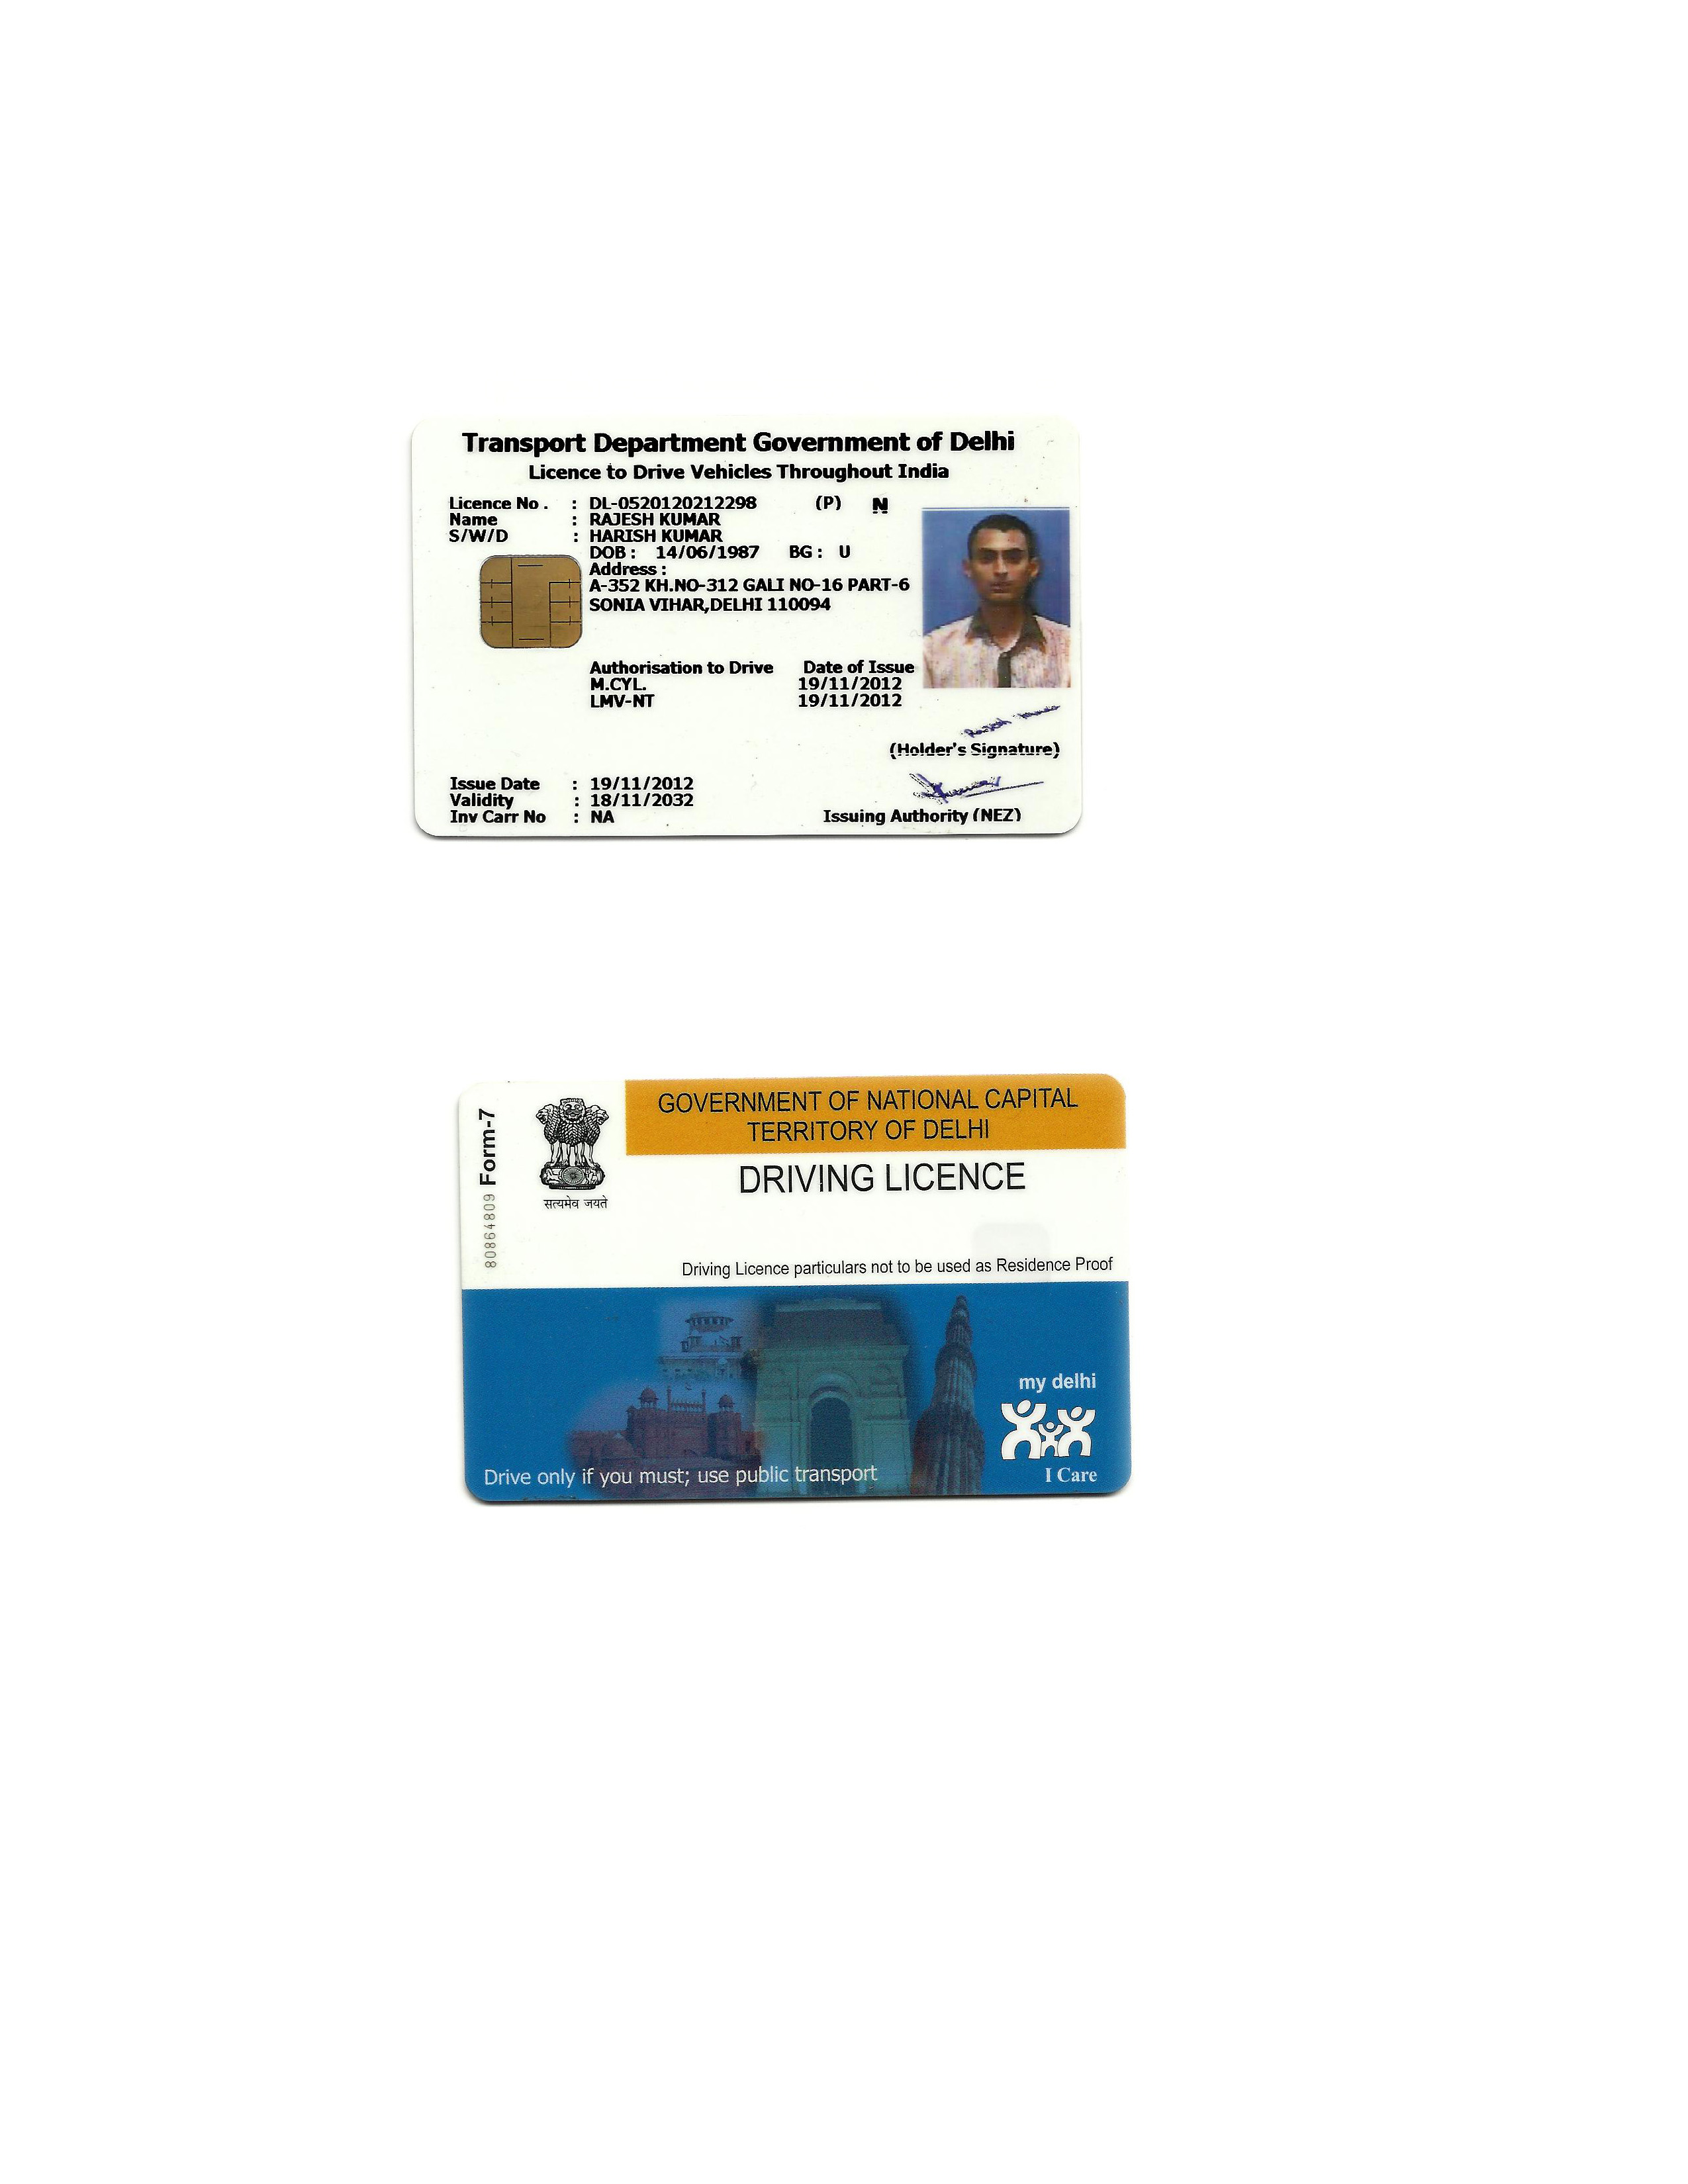 Transport Department Government of Delhi
Licence to Drive Vehicles Throughout India
Licence No . : DL-0520120212298 (P) N
Name : RAJESH KUMAR
S/W/D : HARISH KUMAR
DOB : 14/06/1987 BG : U
Address :
A-352 KH.NO-312 GALI NO-16 PART-6
SONIA VIHAR,DELHI 110094
Authorisation to Drive Date of Issue
M.CYL. 19/11/2012
LMV-NT 19/11/2012
(Holder's Signature)
Issue Date : 19/11/2012
Validity : 18/11/2032
Inv Carr No : NA Issuing Authority (NEZ)
80864809 Form-7
सत्यमेव जयते
GOVERNMENT OF NATIONAL CAPITAL
TERRITORY OF DELHI
DRIVING LICENCE
Driving Licence particulars not to be used as Residence Proof
my delhi
I Care
Drive only if you must; use public transport